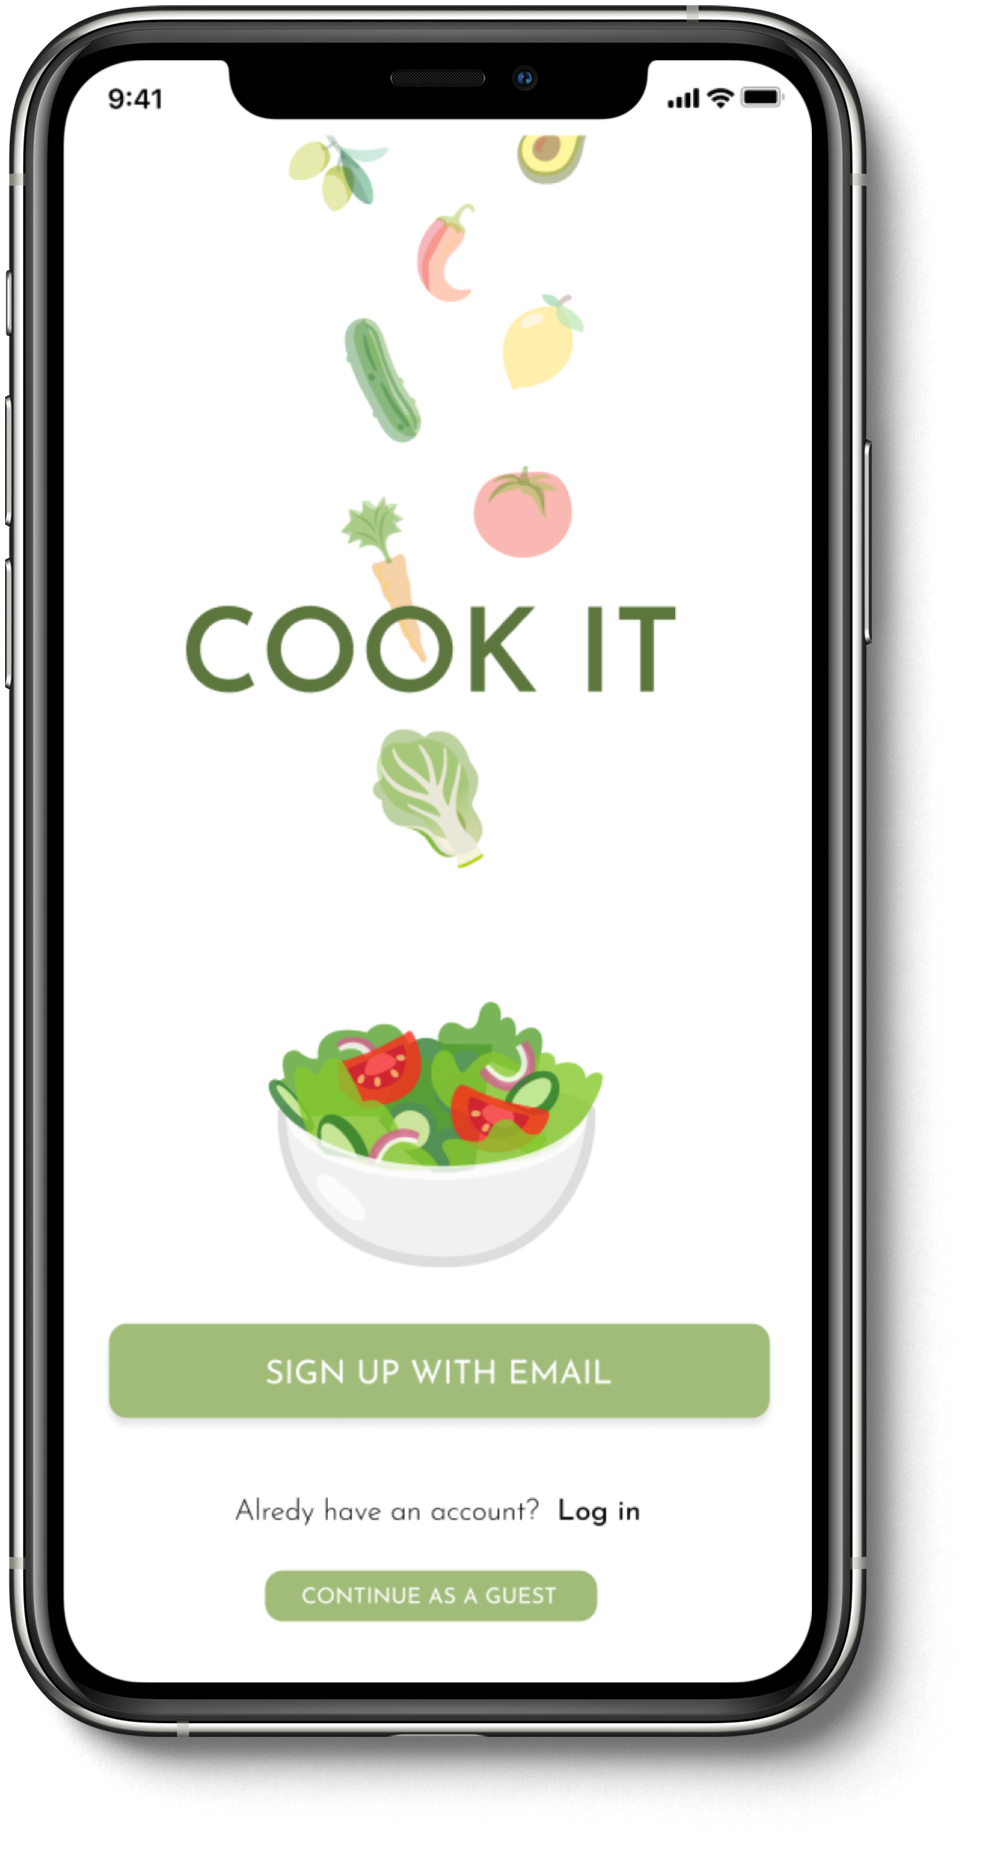 9:41
COOK IT
SIGN UP WITH EMAIL
Alredy have an account? Log in
CONTINUE AS A GUEST